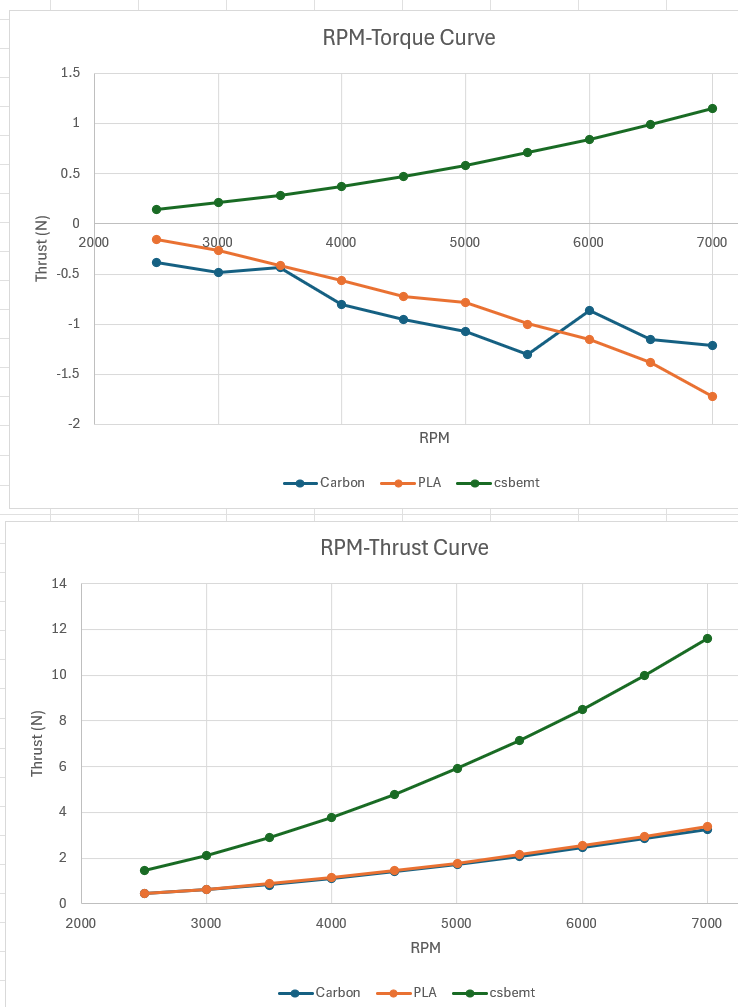 RPM-Torque Curve
1.5
1
0.5
0
2000 3000 4000 5000 6000 7000
-0.5
-1
-1.5
-2
Thrust (N)
RPM
Carbon PLA csbemt
RPM-Thrust Curve
14
12
10
8
6
4
2
0
2000 3000 4000 5000 6000 7000
Thrust (N)
RPM
Carbon PLA csbemt